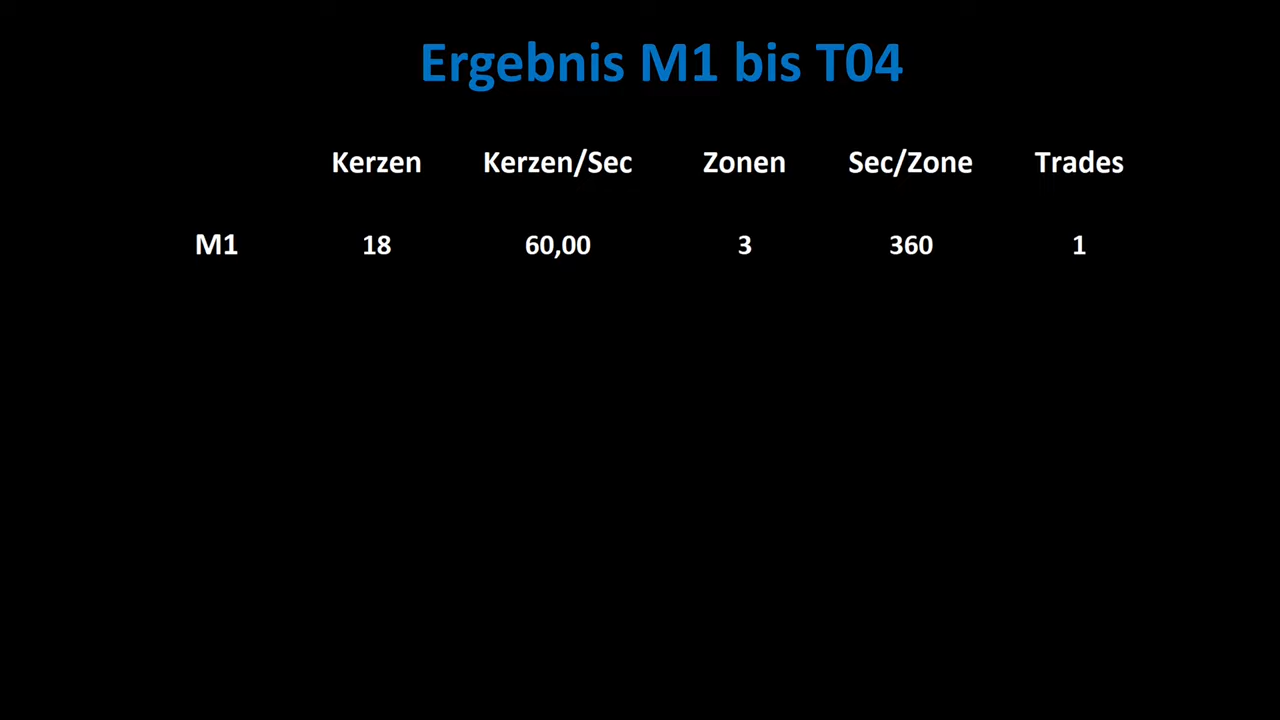 Ergebnis M1 bis T04
Kerzen Kerzen/Sec Zonen Sec/Zone Trades
M1 18 60,00 3 360 1